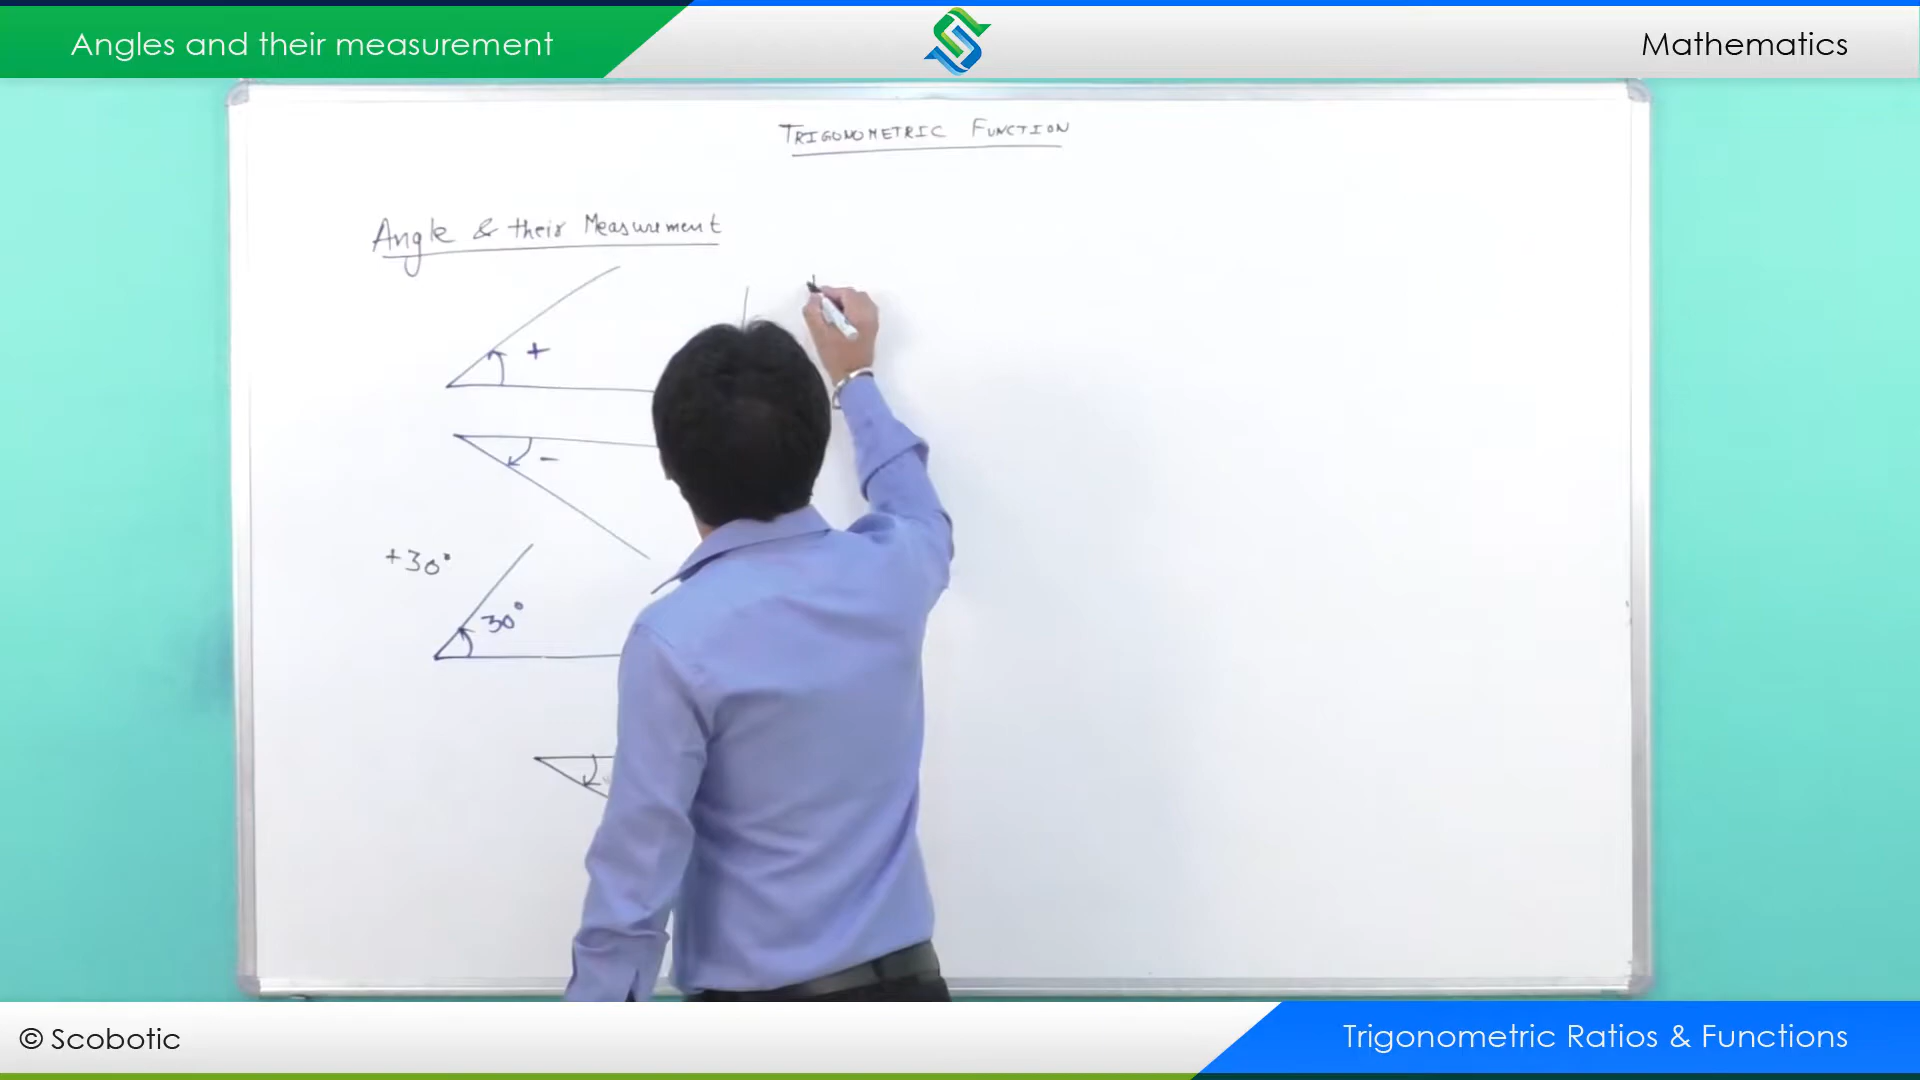 Angles and their measurement
Mathematics
TRIGONOMETRIC FUNCTION
Angle & their Measurement
+
-
+30°
30°
© Scobotic
Trigonometric Ratios & Functions